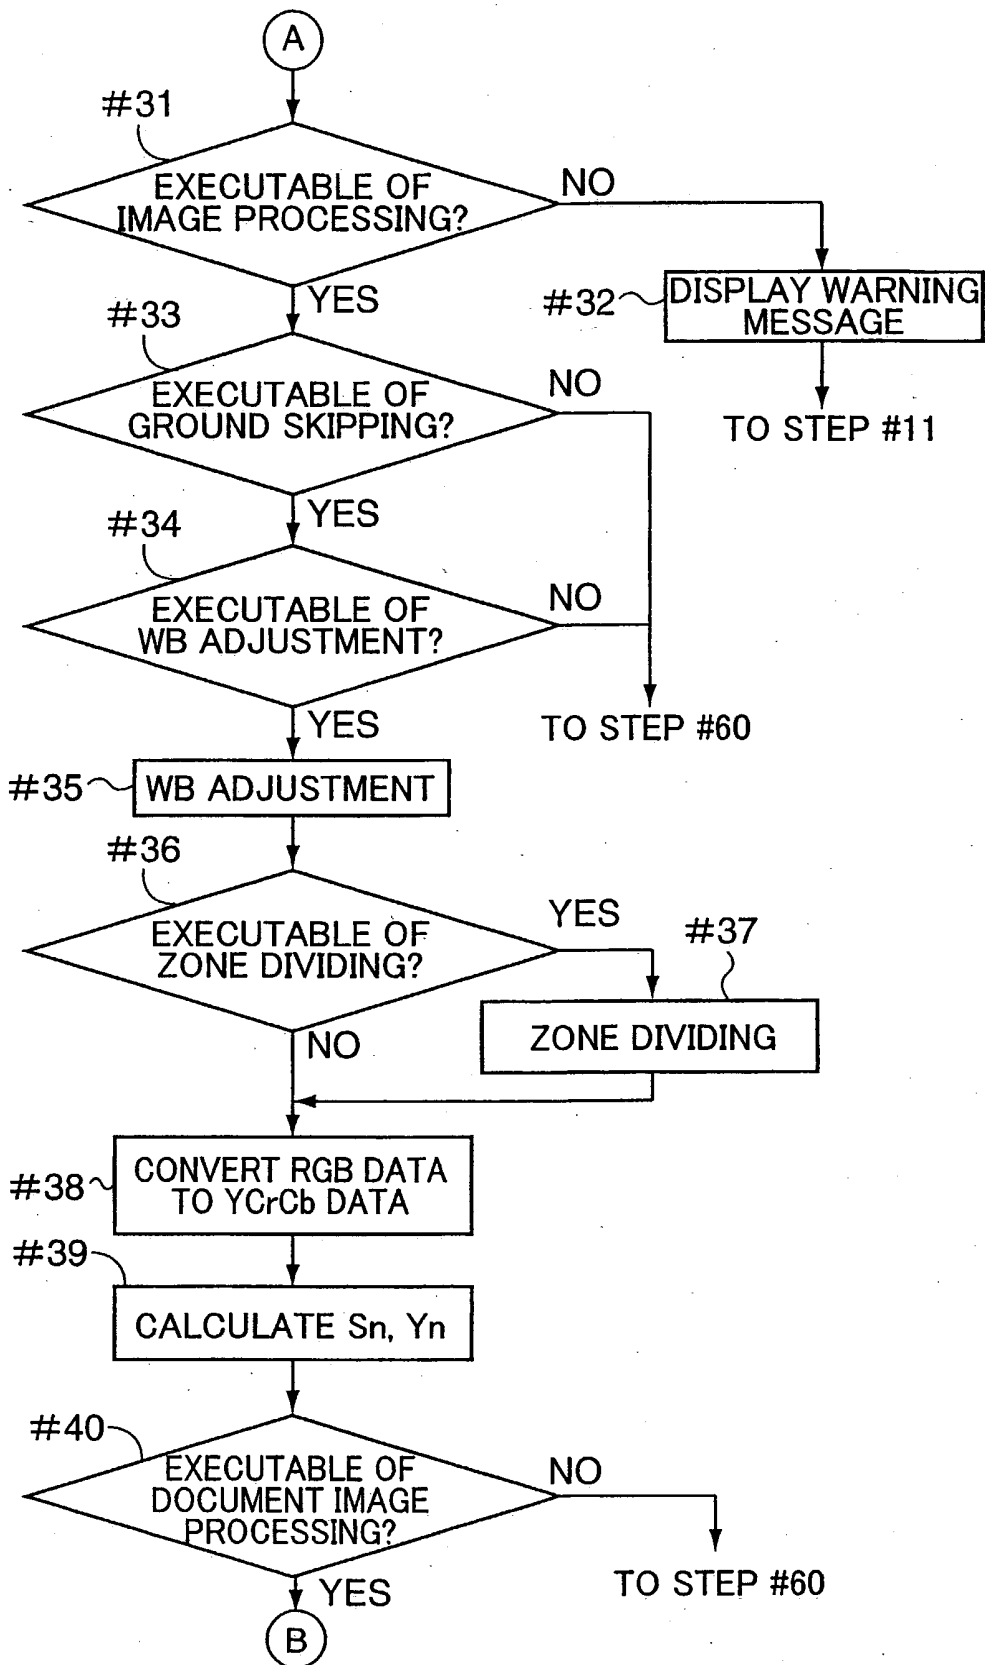 A
#31
EXECUTABLE OF
IMAGE PROCESSING?
NO
YES
#32
DISPLAY WARNING
MESSAGE
TO STEP #11
#33
EXECUTABLE OF
GROUND SKIPPING?
NO
YES
#34
EXECUTABLE OF
WB ADJUSTMENT?
NO
YES
TO STEP #60
#35
WB ADJUSTMENT
#36
EXECUTABLE OF
ZONE DIVIDING?
YES
#37
ZONE DIVIDING
NO
#38
CONVERT RGB DATA
TO YCrCb DATA
#39
CALCULATE Sn, Yn
#40
EXECUTABLE OF
DOCUMENT IMAGE
PROCESSING?
NO
TO STEP #60
YES
B